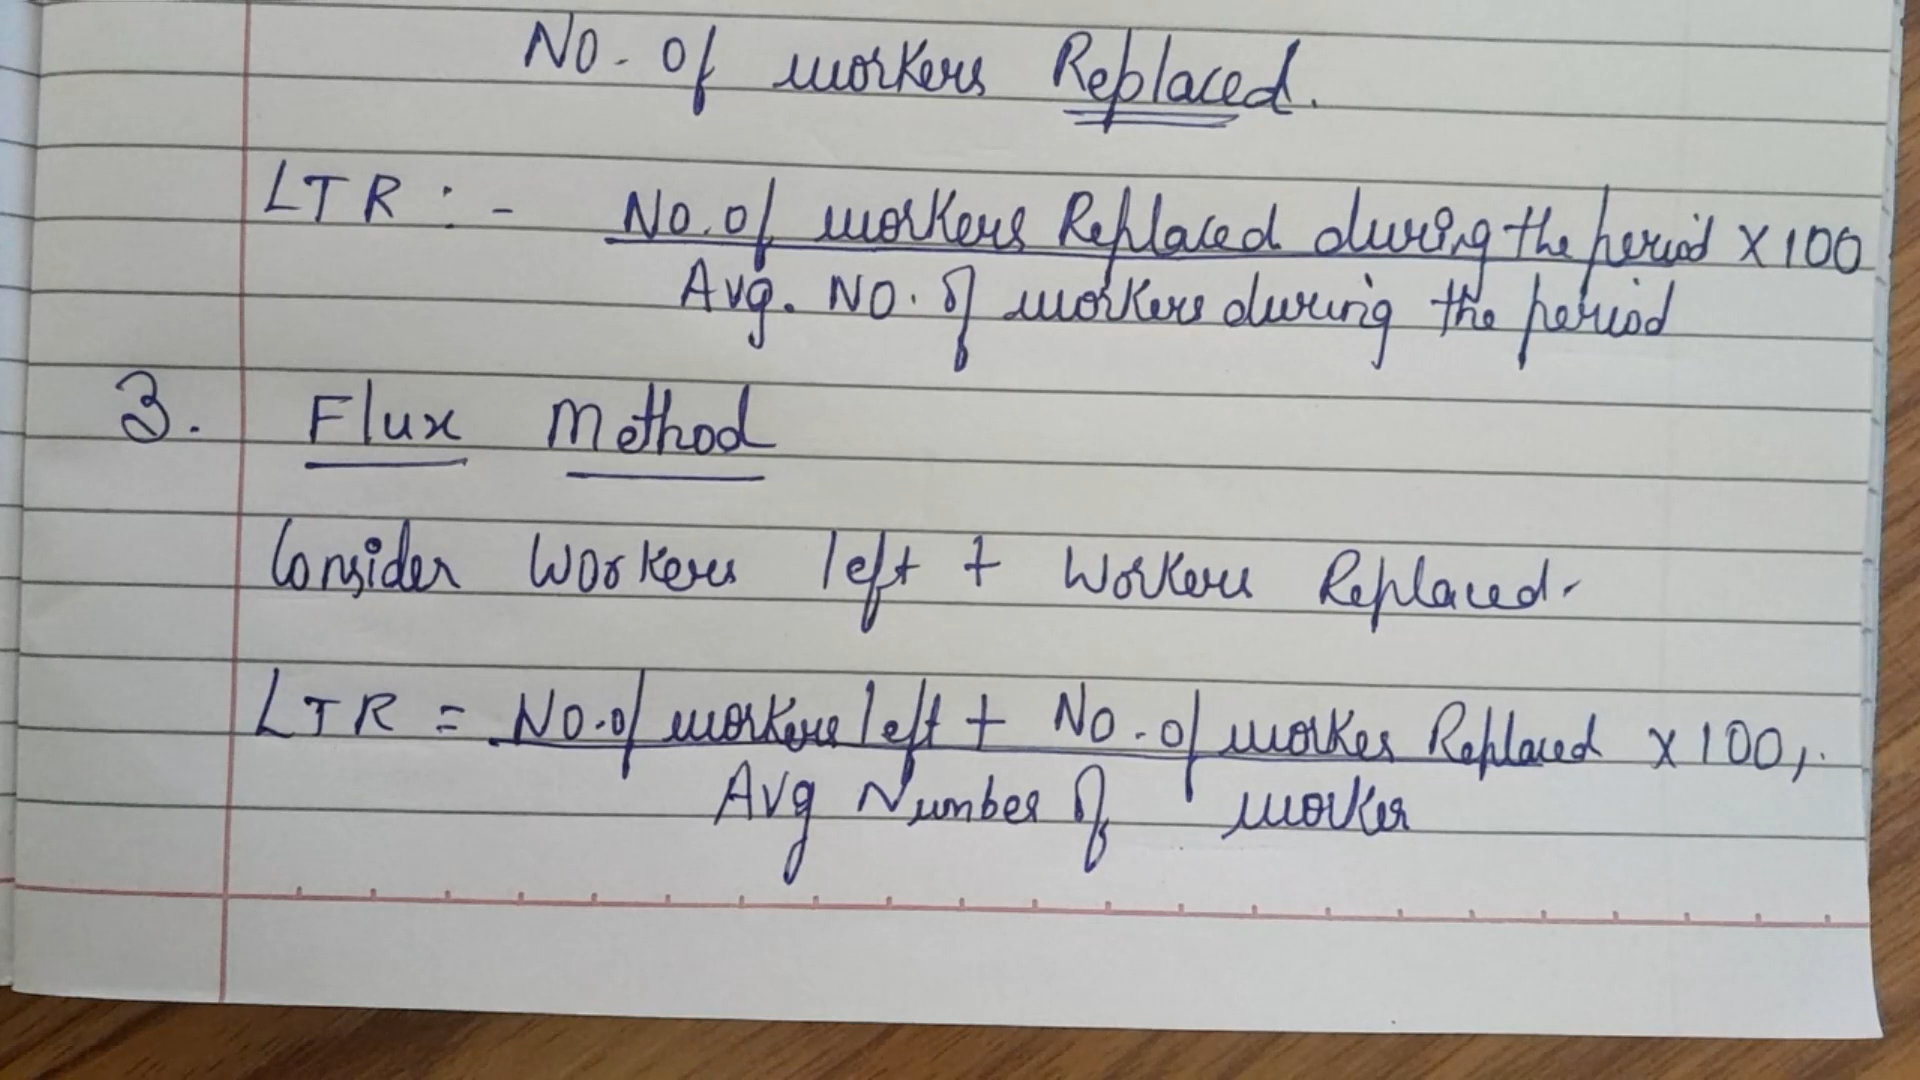 No. of workers Replaced.
LTR :- No. of workers Replaced during the period X 100
Avg. No. of workers during the period
3. Flux Method
Consider Workers left + Workers Replaced.
LTR = No. of workers left + No. of worker Replaced x 100,.
Avg Number of worker